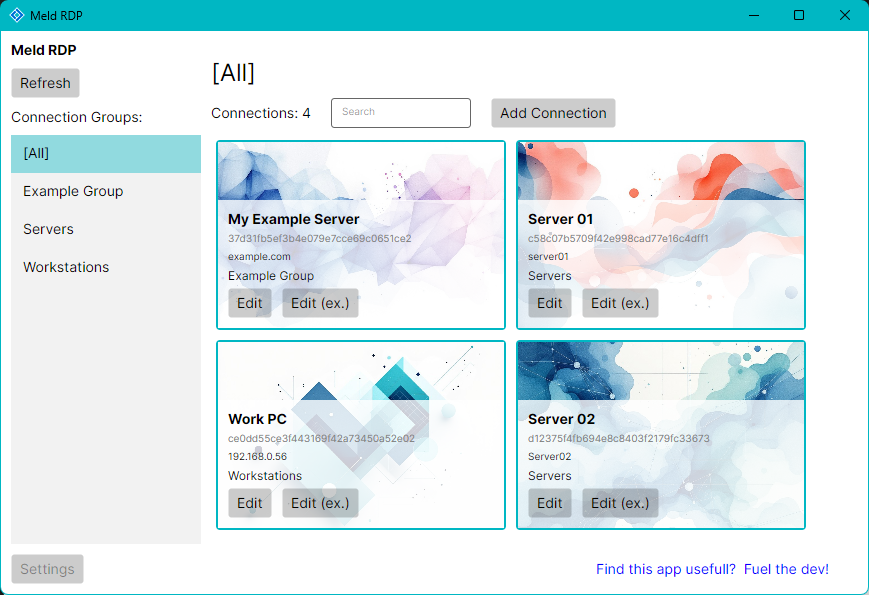 Meld RDP
Meld RDP
Refresh
Connection Groups:
[All]
Example Group
Servers
Workstations
Settings
[All]
Connections: 4
Search
Add Connection
My Example Server
37d31fb5ef3b4e079e7cce69c0651ce2
example.com
Example Group
Edit Edit (ex.)
Server 01
c58c07b5709f42e998cad77e16c4dff1
server01
Servers
Edit Edit (ex.)
Work PC
ce0dd55ce3f443169f42a73450a52e02
192.168.0.56
Workstations
Edit Edit (ex.)
Server 02
d12375f4fb694e8c8403f2179fc33673
Server02
Servers
Edit Edit (ex.)
Find this app usefull? Fuel the dev!